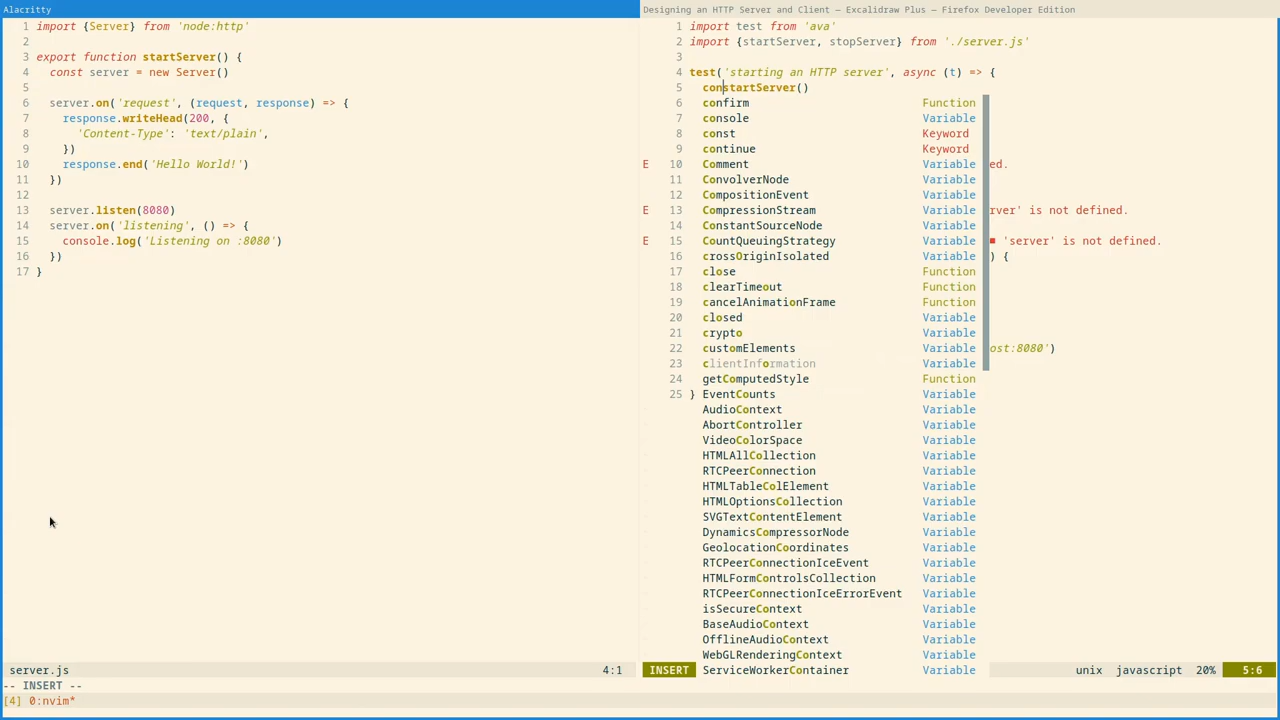 Alacritty
1 import {Server} from 'node:http'
2
3 export function startServer() {
4   const server = new Server()
5
6   server.on('request', (request, response) => {
7     response.writeHead(200, {
8       'Content-Type': 'text/plain',
9     })
10     response.end('Hello World!')
11   })
12
13   server.listen(8080)
14   server.on('listening', () => {
15     console.log('Listening on :8080')
16   })
17 }
server.js 4:1
-- INSERT --
[4] 0:nvim*
Designing an HTTP Server and Client — Excalidraw Plus — Firefox Developer Edition
1 import test from 'ava'
2 import {startServer, stopServer} from './server.js'
3
4 test('starting an HTTP server', async (t) => {
5   constartServer()
6   confirm Function
7   console Variable
8   const Keyword
9   continue Keyword
E 10   Comment Variable ed.
11   ConvolverNode Variable
12   CompositionEvent Variable
E 13   CompressionStream Variable rver' is not defined.
14   ConstantSourceNode Variable
E 15   CountQueuingStrategy Variable ■ 'server' is not defined.
16   crossOriginIsolated Variable ) {
17   close Function
18   clearTimeout Function
19   cancelAnimationFrame Function
20   closed Variable
21   crypto Variable
22   customElements Variable ost:8080')
23   clientInformation Variable
24   getComputedStyle Function
25 } EventCounts Variable
AudioContext Variable
AbortController Variable
VideoColorSpace Variable
HTMLAllCollection Variable
RTCPeerConnection Variable
HTMLTableColElement Variable
HTMLOptionsCollection Variable
SVGTextContentElement Variable
DynamicsCompressorNode Variable
GeolocationCoordinates Variable
RTCPeerConnectionIceEvent Variable
HTMLFormControlsCollection Variable
RTCPeerConnectionIceErrorEvent Variable
isSecureContext Variable
BaseAudioContext Variable
OfflineAudioContext Variable
WebGLRenderingContext Variable
INSERT ServiceWorkerContainer Variable unix javascript 20% 5:6